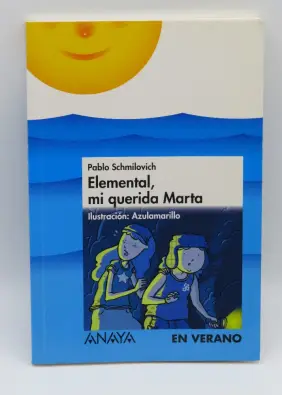 Pablo Schmilovich
Elemental,
mi querida Marta
Ilustración: Azulamarillo
ANAYA
EN VERANO